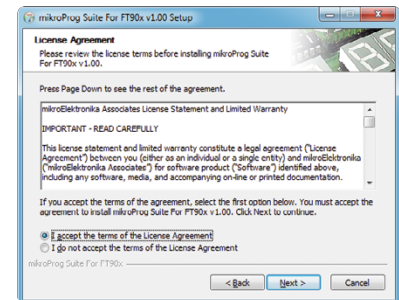 mikroProg Suite For FT90x v1.00 Setup
License Agreement
Please review the license terms before installing mikroProg Suite
For FT90x v1.00.
Press Page Down to see the rest of the agreement.
mikroElektronika Associates License Statement and Limited Warranty
IMPORTANT - READ CAREFULLY
This license statement and limited warranty constitute a legal agreement ("License
Agreement") between you (either as an individual or a single entity) and mikroElektronika
("mikroElektronika Associates") for software product ("Software") identified above,
including any software, media, and accompanying on-line or printed documentation.
If you accept the terms of the agreement, select the first option below. You must accept the
agreement to install mikroProg Suite For FT90x v1.00. Click Next to continue.
I accept the terms of the License Agreement
I do not accept the terms of the License Agreement
mikroProg Suite For FT90x
< Back Next > Cancel